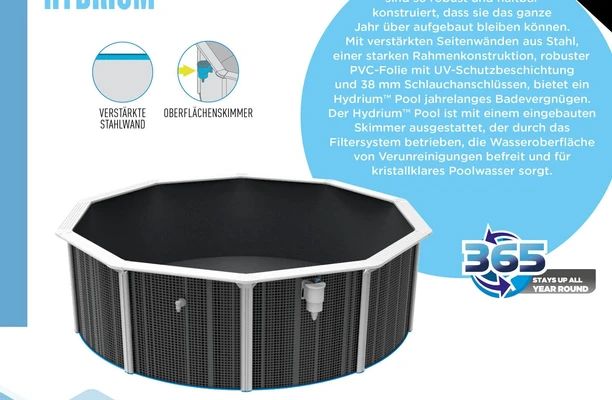 HYDRIUM™
sind so robust und haltbar
konstruiert, dass sie das ganze
Jahr über aufgebaut bleiben können.
Mit verstärkten Seitenwänden aus Stahl,
einer starken Rahmenkonstruktion, robuster
PVC-Folie mit UV-Schutzbeschichtung
und 38 mm Schlauchanschlüssen, bietet ein
Hydrium™ Pool jahrelanges Badevergnügen.
Der Hydrium™ Pool ist mit einem eingebauten
Skimmer ausgestattet, der durch das
Filtersystem betrieben, die Wasseroberfläche
von Verunreinigungen befreit und für
kristallklares Poolwasser sorgt.
VERSTÄRKTE
STAHLWAND
OBERFLÄCHENSKIMMER
365
STAYS UP ALL
YEAR ROUND